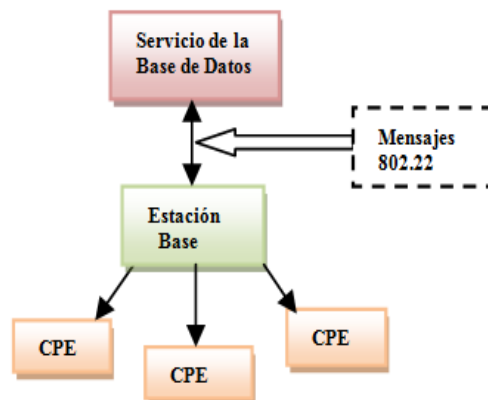 Servicio de la
Base de Datos
Mensajes
802.22
Estación
Base
CPE
CPE
CPE